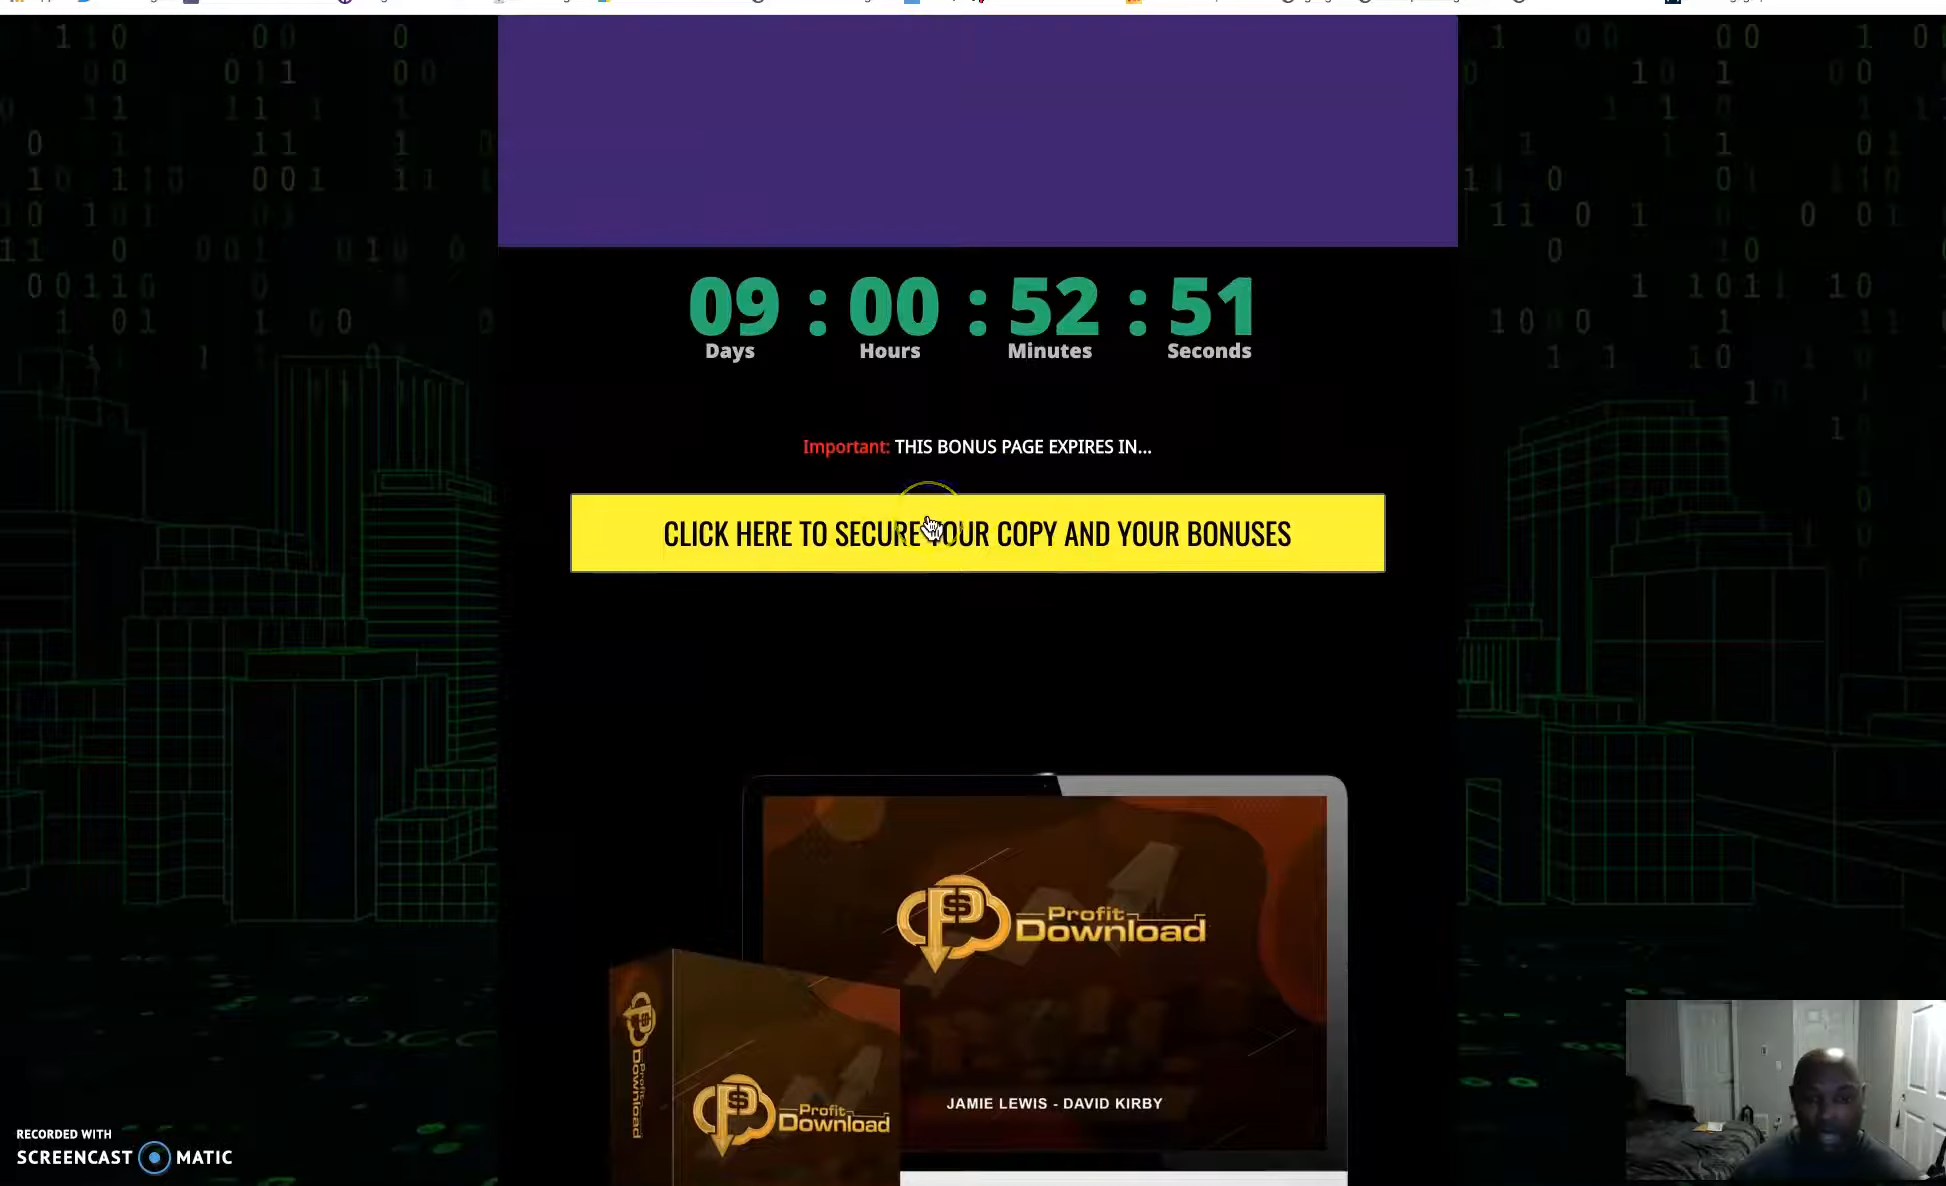 09 : 00 : 52 : 51
Days Hours Minutes Seconds
Important: THIS BONUS PAGE EXPIRES IN...
CLICK HERE TO SECURE YOUR COPY AND YOUR BONUSES
Profit
Download
JAMIE LEWIS - DAVID KIRBY
Profit
Download
Profit
Download
RECORDED WITH
SCREENCAST MATIC